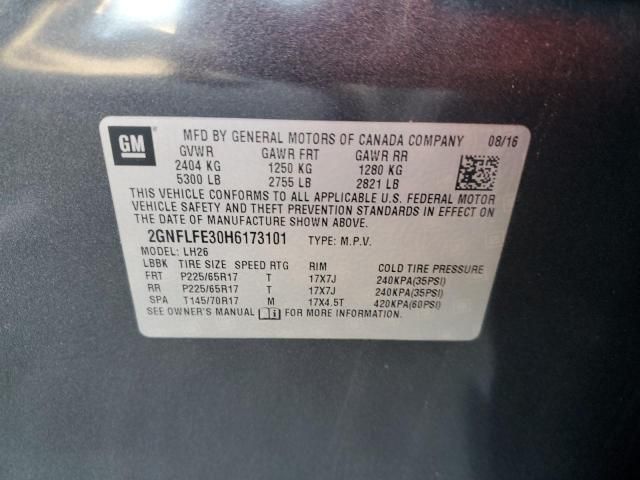 GM
MFD BY GENERAL MOTORS OF CANADA COMPANY 08/16
GVWR GAWR FRT GAWR RR
2404 KG 1250 KG 1280 KG
5300 LB 2755 LB 2821 LB
THIS VEHICLE CONFORMS TO ALL APPLICABLE U.S. FEDERAL MOTOR
VEHICLE SAFETY AND THEFT PREVENTION STANDARDS IN EFFECT ON
THE DATE OF MANUFACTURE SHOWN ABOVE.
2GNFLFE30H6173101 TYPE: M.P.V.
MODEL: LH26
LBBK TIRE SIZE SPEED RTG RIM COLD TIRE PRESSURE
FRT P225/65R17 T 17X7J 240KPA(35PSI)
RR P225/65R17 T 17X7J 240KPA(35PSI)
SPA T145/70R17 M 17X4.5T 420KPA(60PSI)
SEE OWNER'S MANUAL FOR MORE INFORMATION.